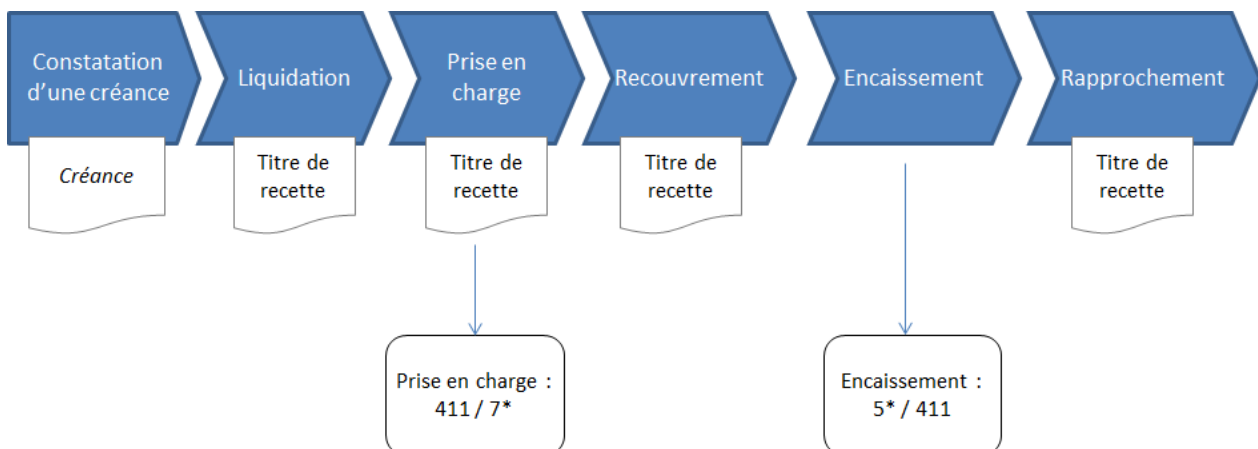 Constatation
d'une créance
Liquidation
Prise en
charge
Recouvrement
Encaissement
Rapprochement
Créance
Titre de
recette
Titre de
recette
Titre de
recette
Titre de
recette
Prise en charge :
411 / 7*
Encaissement :
5* / 411